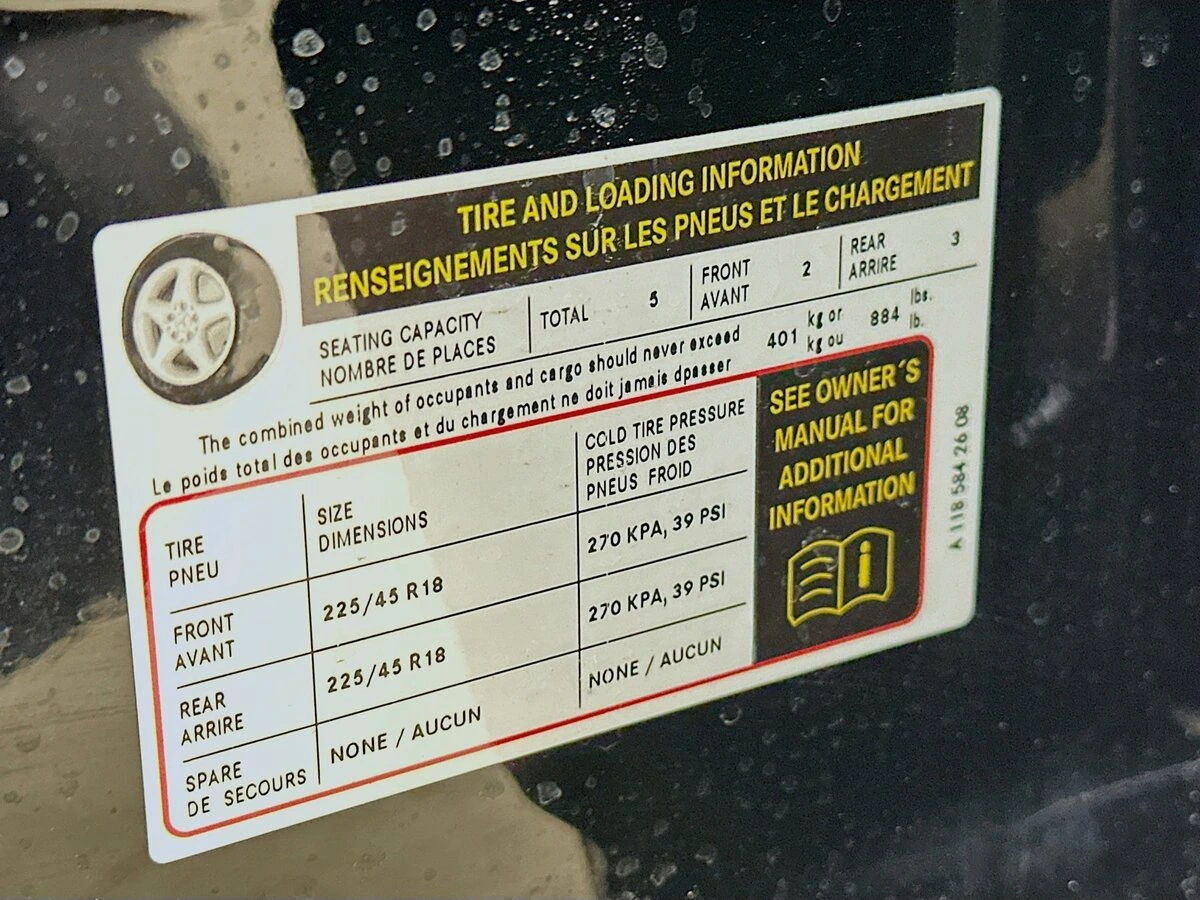 TIRE AND LOADING INFORMATION
RENSEIGNEMENTS SUR LES PNEUS ET LE CHARGEMENT
SEATING CAPACITY
NOMBRE DE PLACES
TOTAL 5
FRONT
AVANT
2
REAR
ARRIRE
3
The combined weight of occupants and cargo should never exceed
Le poids total des occupants et du chargement ne doit jamais dpasser
401 kg or 884 lbs.
kg ou lb.
TIRE
PNEU
SIZE
DIMENSIONS
COLD TIRE PRESSURE
PRESSION DES
PNEUS FROID
FRONT
AVANT
225/45 R18
270 KPA, 39 PSI
REAR
ARRIRE
225/45 R18
270 KPA, 39 PSI
SPARE
DE SECOURS
NONE / AUCUN
NONE / AUCUN
SEE OWNER´S
MANUAL FOR
ADDITIONAL
INFORMATION
i
A 118 584 26 08